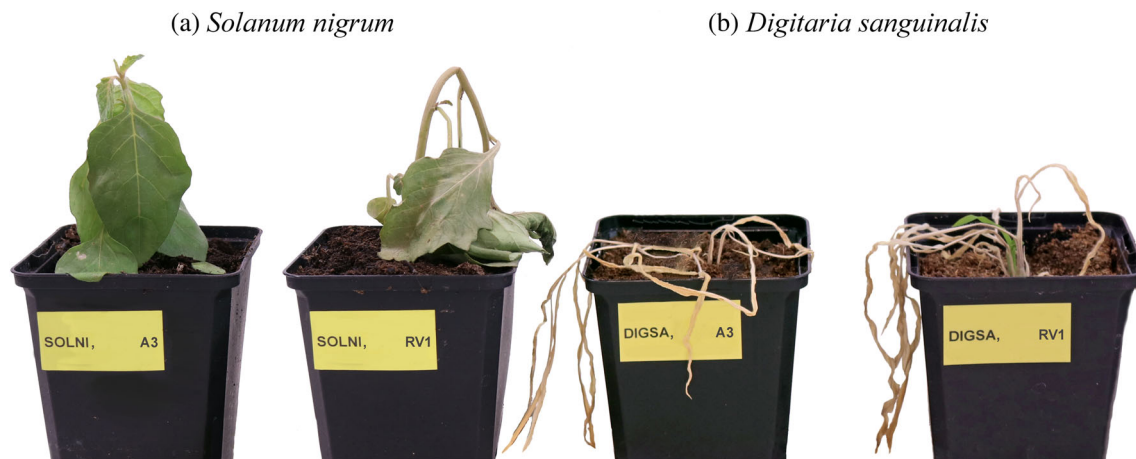 (a) Solanum nigrum
(b) Digitaria sanguinalis
SOLNI, A3
SOLNI, RV1
DIGSA, A3
DIGSA, RV1